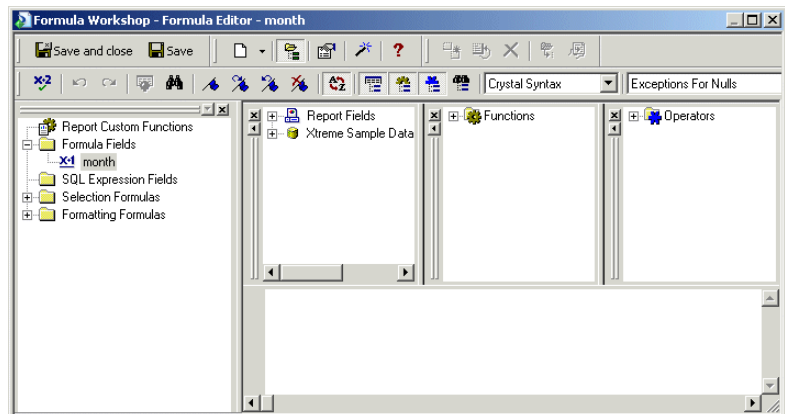 Formula Workshop - Formula Editor - month
Save and close Save
Crystal Syntax Exceptions For Nulls
Report Custom Functions
Formula Fields
month
SQL Expression Fields
Selection Formulas
Formatting Formulas
Report Fields
Xtreme Sample Data
Functions
Operators